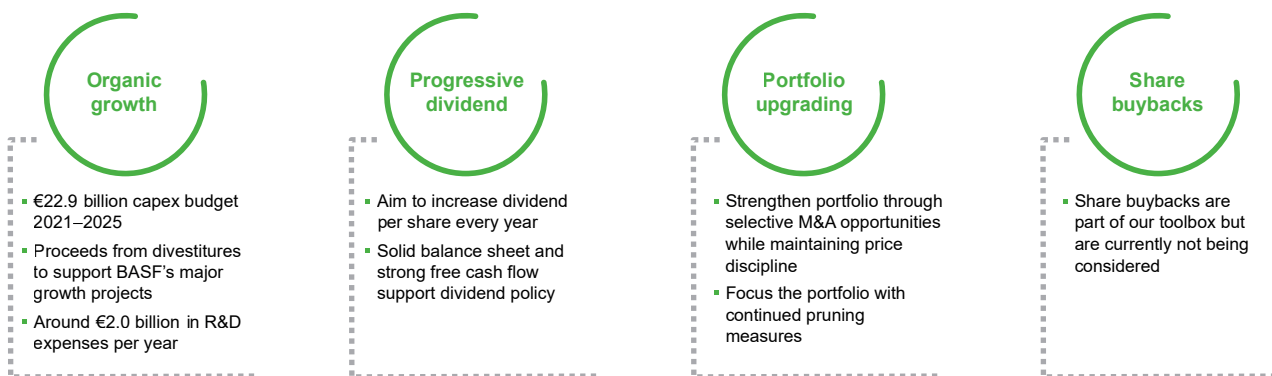 Organic
growth
€22.9 billion capex budget
2021–2025
Proceeds from divestitures
to support BASF's major
growth projects
Around €2.0 billion in R&D
expenses per year
Progressive
dividend
Aim to increase dividend
per share every year
Solid balance sheet and
strong free cash flow
support dividend policy
Portfolio
upgrading
Strengthen portfolio through
selective M&A opportunities
while maintaining price
discipline
Focus the portfolio with
continued pruning
measures
Share
buybacks
Share buybacks are
part of our toolbox but
are currently not being
considered